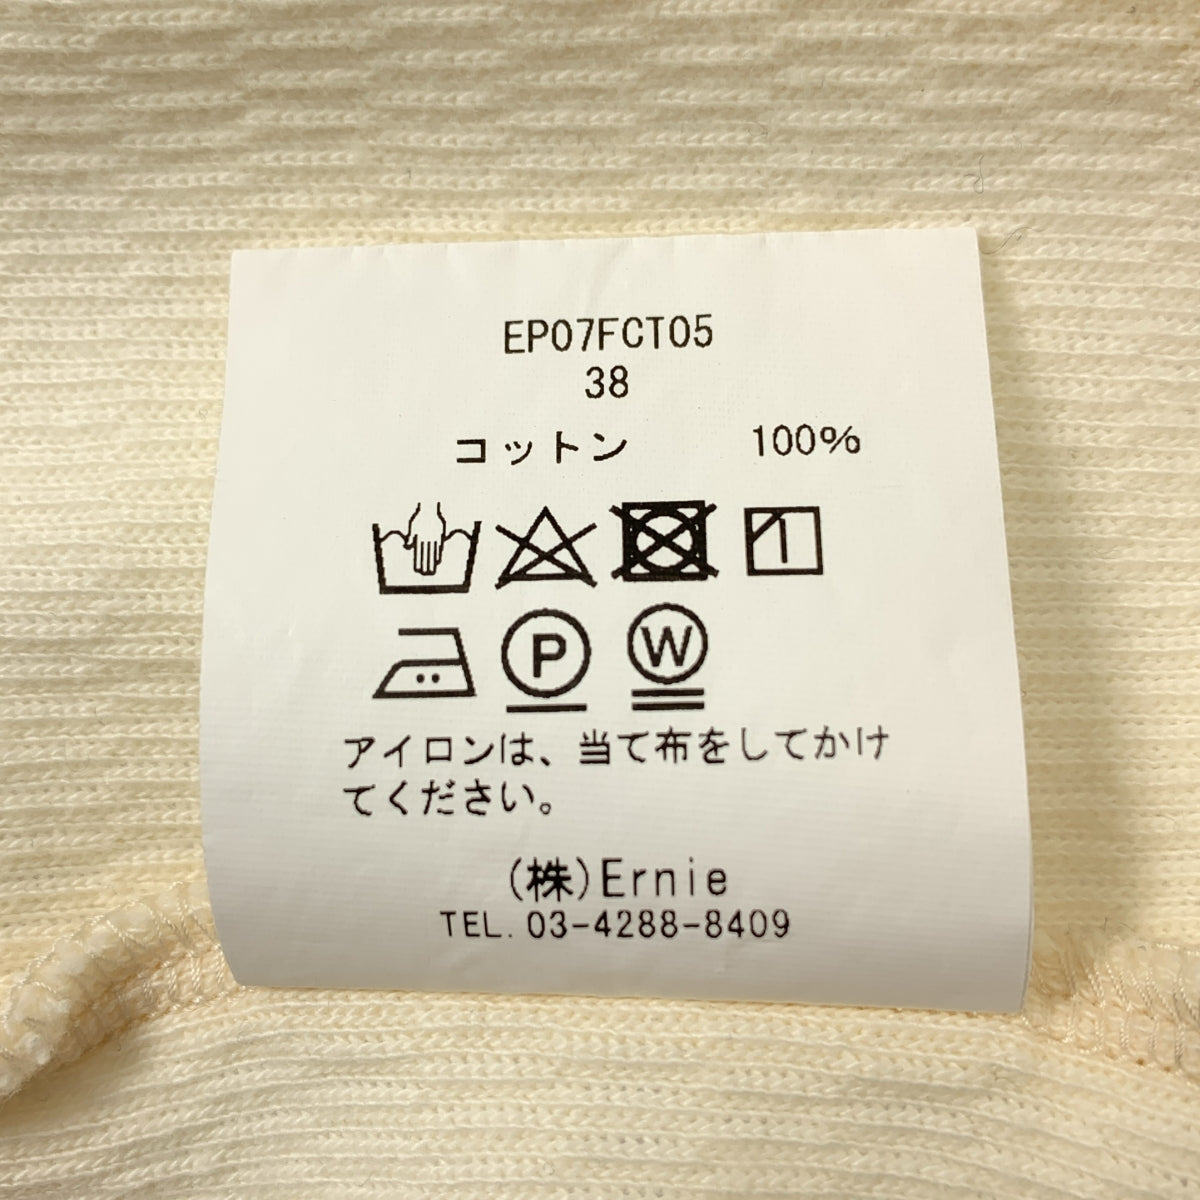 EP07FCT05
38
コットン 100%
P W
アイロンは、当て布をしてかけ
てください。
(株)Ernie
TEL. 03-4288-8409